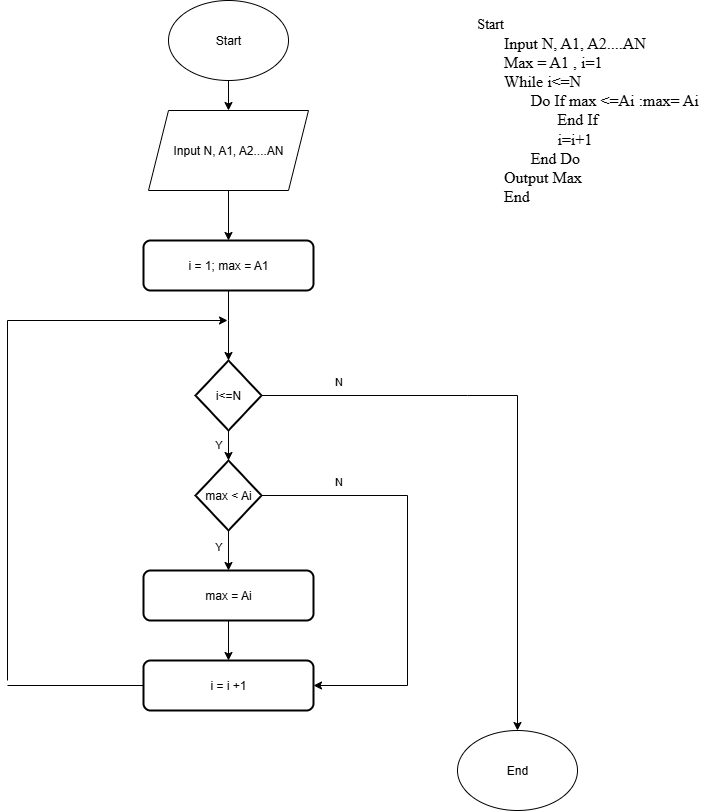 Start
Input N, A1, A2....AN
i = 1; max = A1
i<=N
N
Y
max < Ai
N
Y
max = Ai
i = i +1
End
Start
Input N, A1, A2....AN
Max = A1 , i=1
While i<=N
Do If max <=Ai :max= Ai
End If
i=i+1
End Do
Output Max
End